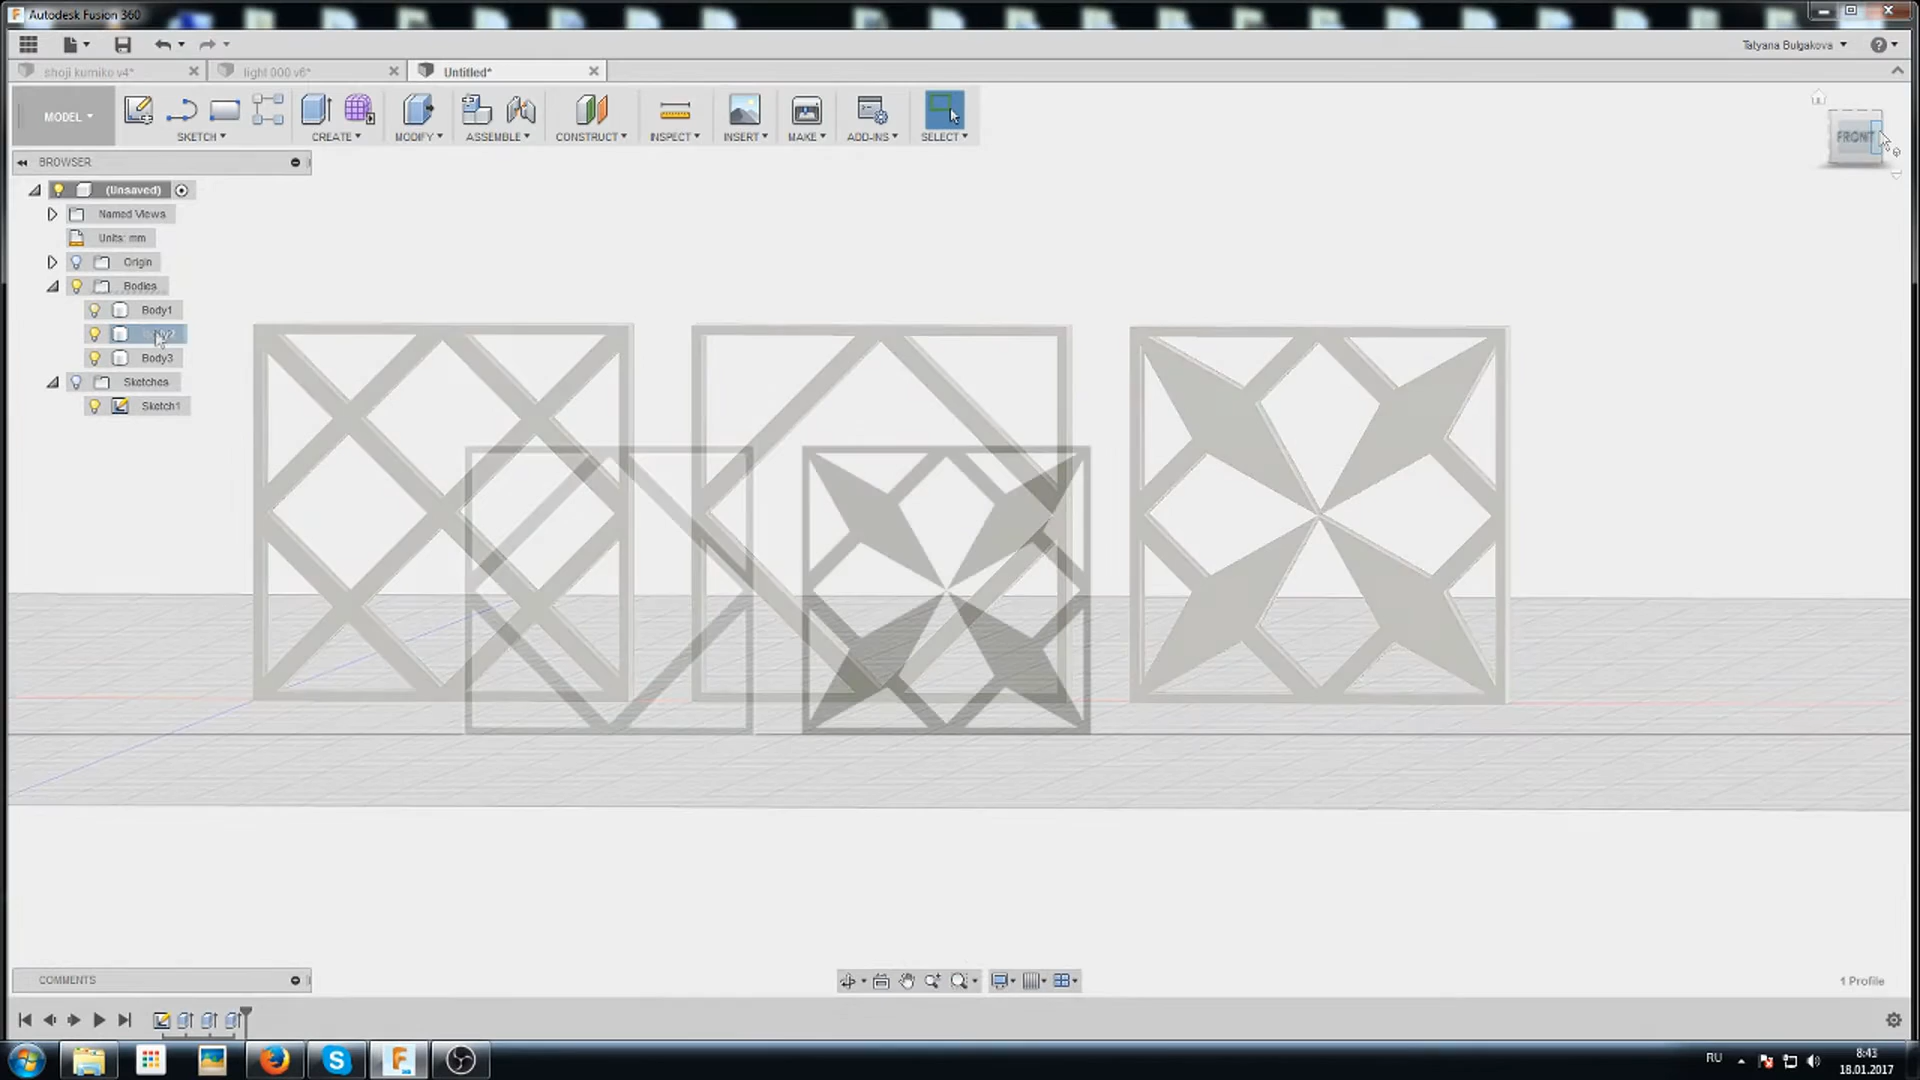 Autodesk Fusion 360
Tatyana Bulgakova
shoji kumiko v4*
light 000 v6*
Untitled*
MODEL
SKETCH
CREATE
MODIFY
ASSEMBLE
CONSTRUCT
INSPECT
INSERT
MAKE
ADD-INS
SELECT
FRONT
BROWSER
(Unsaved)
Named Views
Units: mm
Origin
Bodies
Body1
Body3
Sketches
Sketch1
COMMENTS
1 Profile
RU
8:43
18.01.2017